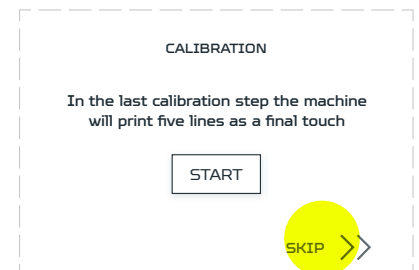 CALIBRATION
In the last calibration step the machine
will print five lines as a final touch
START
SKIP